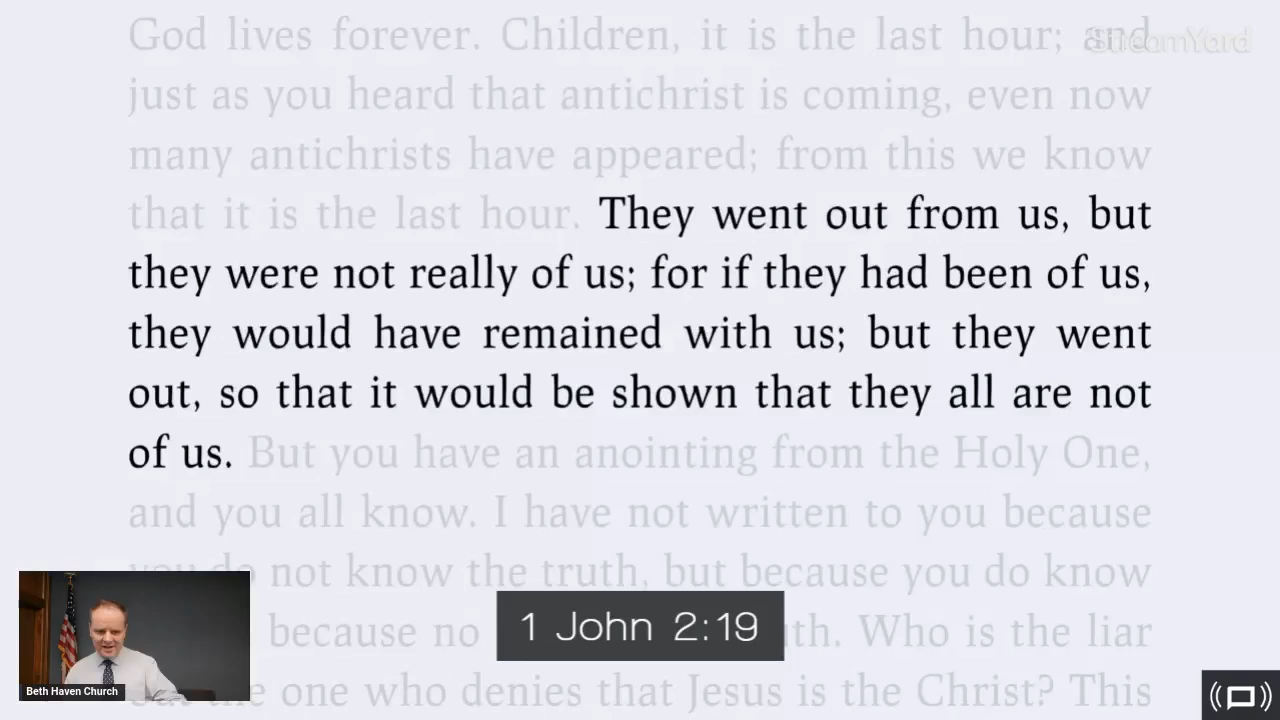 God lives forever. Children, it is the last hour; and
StreamYard
just as you heard that antichrist is coming, even now
many antichrists have appeared; from this we know
that it is the last hour. They went out from us, but
they were not really of us; for if they had been of us,
they would have remained with us; but they went
out, so that it would be shown that they all are not
of us. But you have an anointing from the Holy One,
and you all know. I have not written to you because
you do not know the truth, but because you do know
because no
1 John 2:19
Who is the liar
one who denies that Jesus is the Christ? This
Beth Haven Church